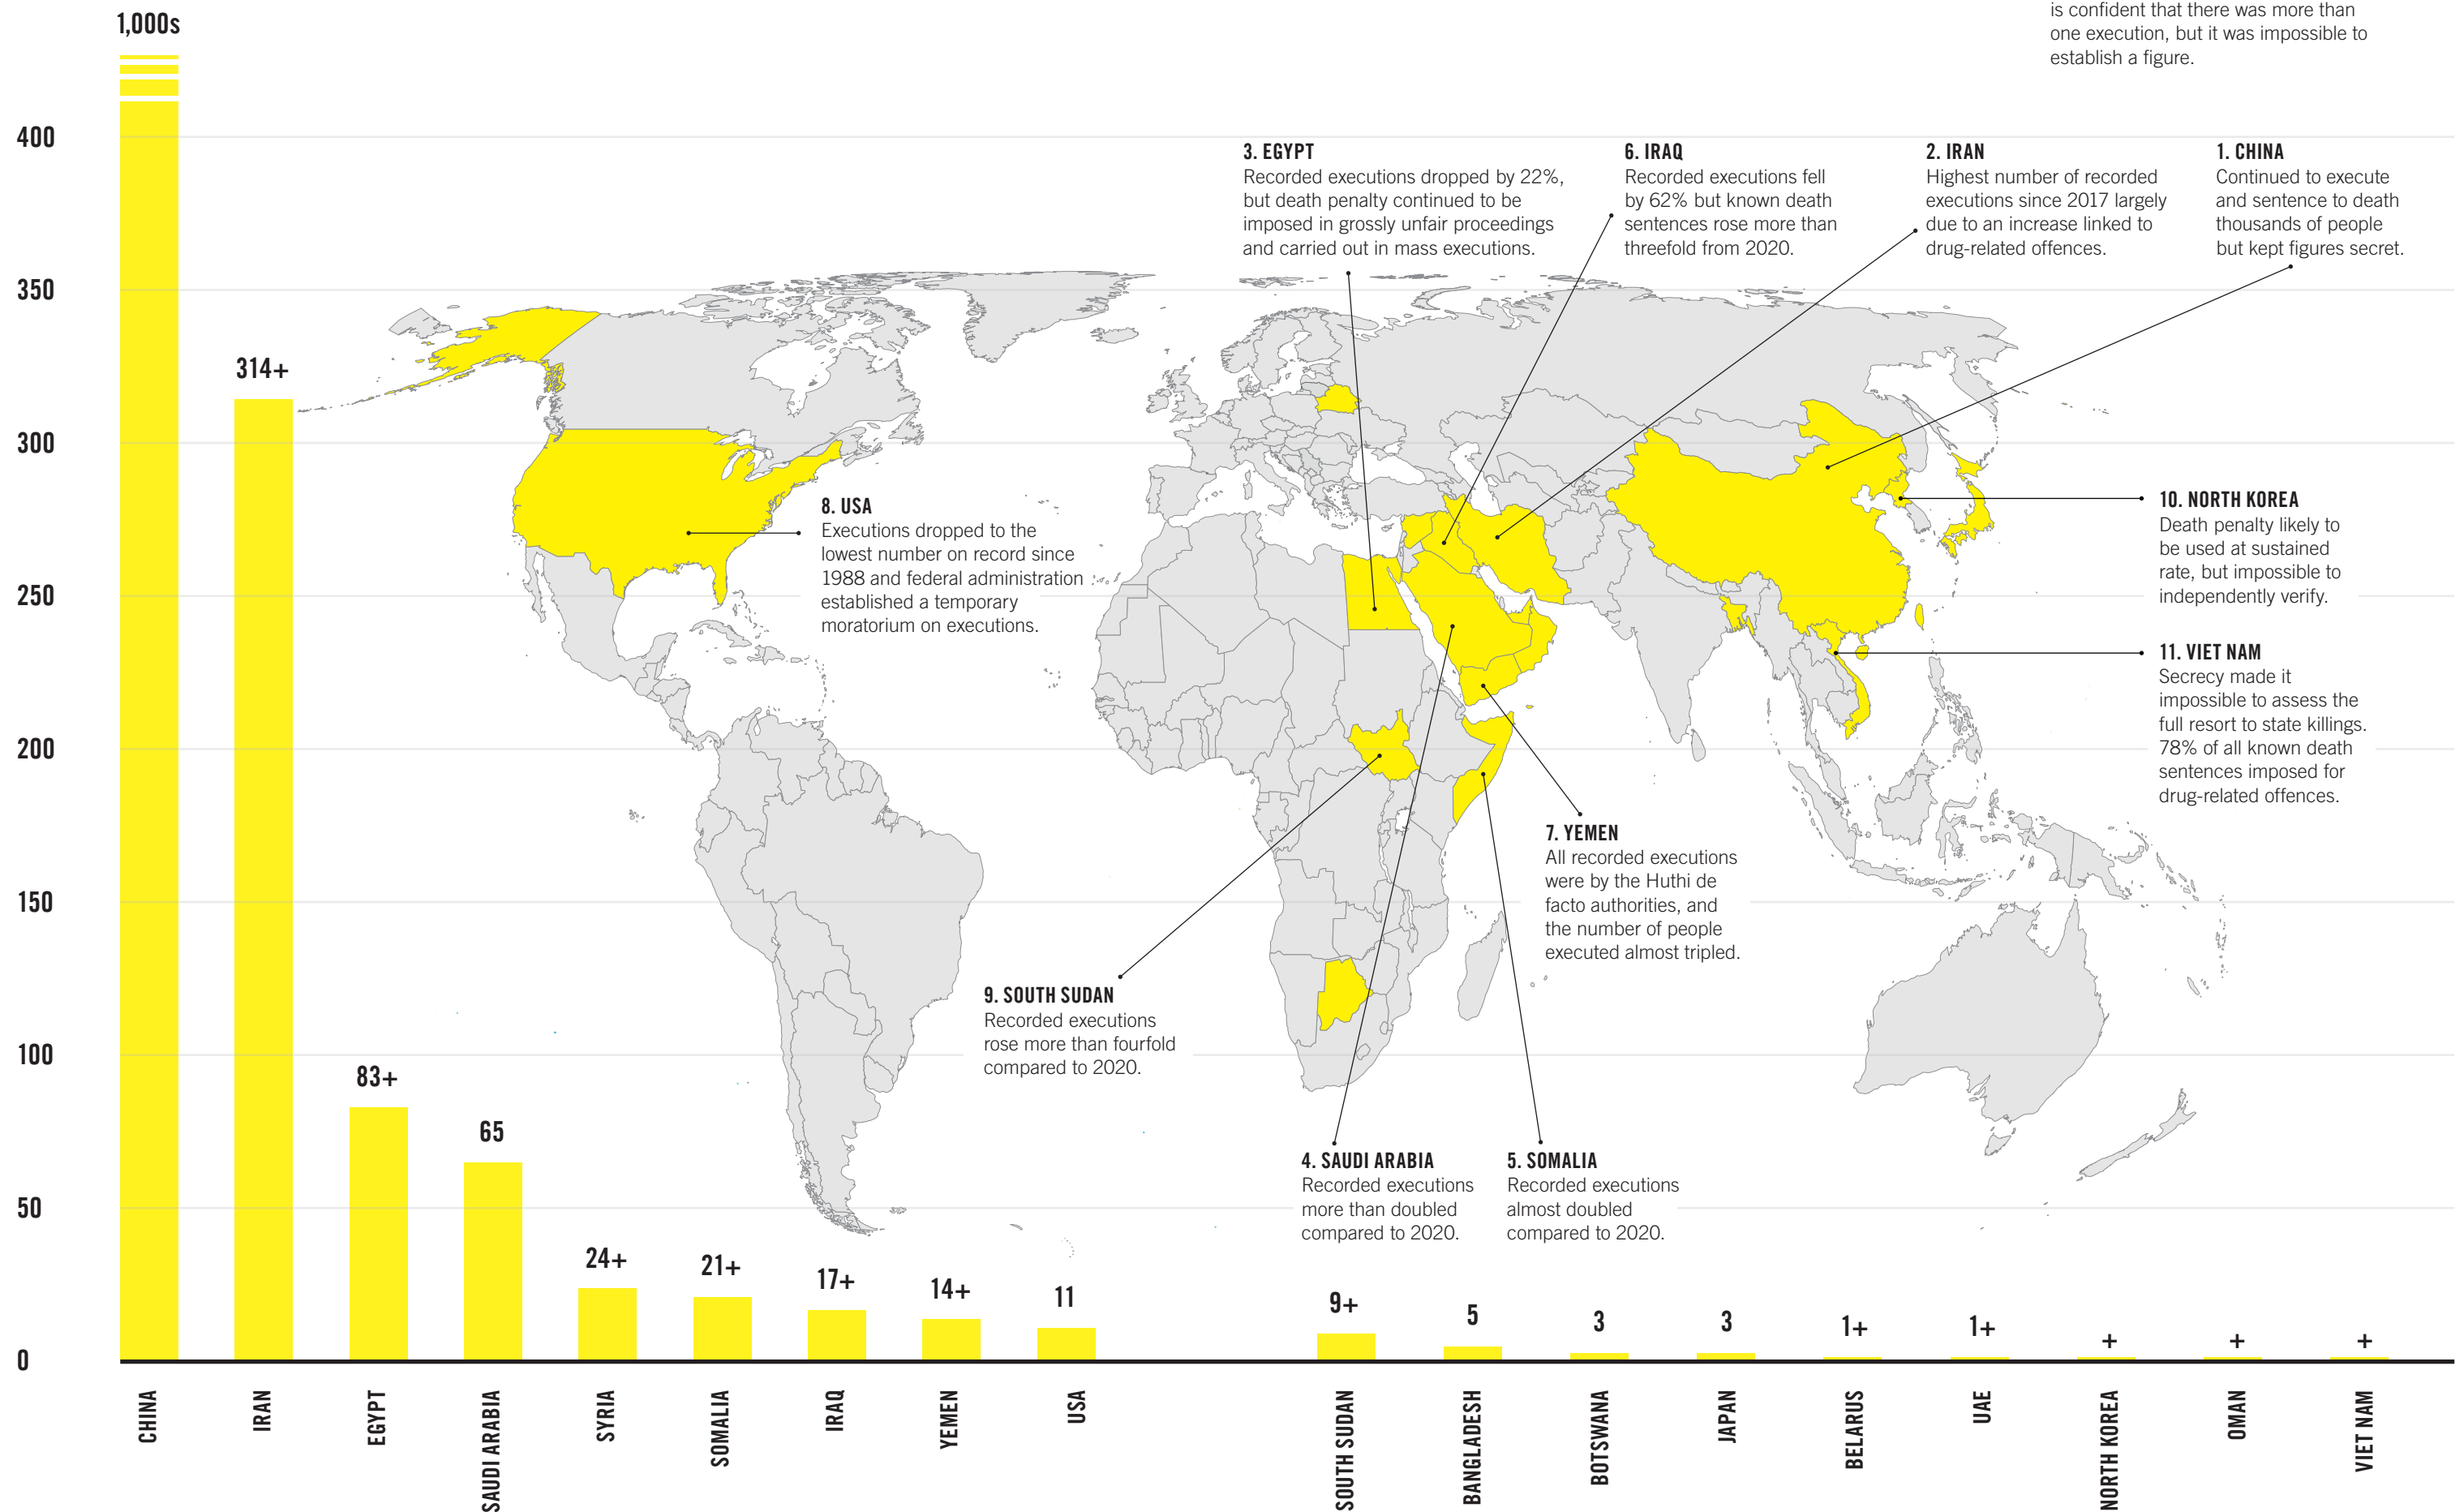 is confident that there was more than
one execution, but it was impossible to
establish a figure.
1,000s
400
350
300
250
200
150
100
50
0
314+
83+
65
24+
21+
17+
14+
11
9+
5
3
3
1+
1+
+
+
+
CHINA
IRAN
EGYPT
SAUDI ARABIA
SYRIA
SOMALIA
IRAQ
YEMEN
USA
SOUTH SUDAN
BANGLADESH
BOTSWANA
JAPAN
BELARUS
UAE
NORTH KOREA
OMAN
VIET NAM
3. EGYPT
Recorded executions dropped by 22%,
but death penalty continued to be
imposed in grossly unfair proceedings
and carried out in mass executions.
6. IRAQ
Recorded executions fell
by 62% but known death
sentences rose more than
threefold from 2020.
2. IRAN
Highest number of recorded
executions since 2017 largely
due to an increase linked to
drug-related offences.
1. CHINA
Continued to execute
and sentence to death
thousands of people
but kept figures secret.
8. USA
Executions dropped to the
lowest number on record since
1988 and federal administration
established a temporary
moratorium on executions.
10. NORTH KOREA
Death penalty likely to
be used at sustained
rate, but impossible to
independently verify.
11. VIET NAM
Secrecy made it
impossible to assess the
full resort to state killings.
78% of all known death
sentences imposed for
drug-related offences.
7. YEMEN
All recorded executions
were by the Huthi de
facto authorities, and
the number of people
executed almost tripled.
9. SOUTH SUDAN
Recorded executions
rose more than fourfold
compared to 2020.
4. SAUDI ARABIA
Recorded executions
more than doubled
compared to 2020.
5. SOMALIA
Recorded executions
almost doubled
compared to 2020.